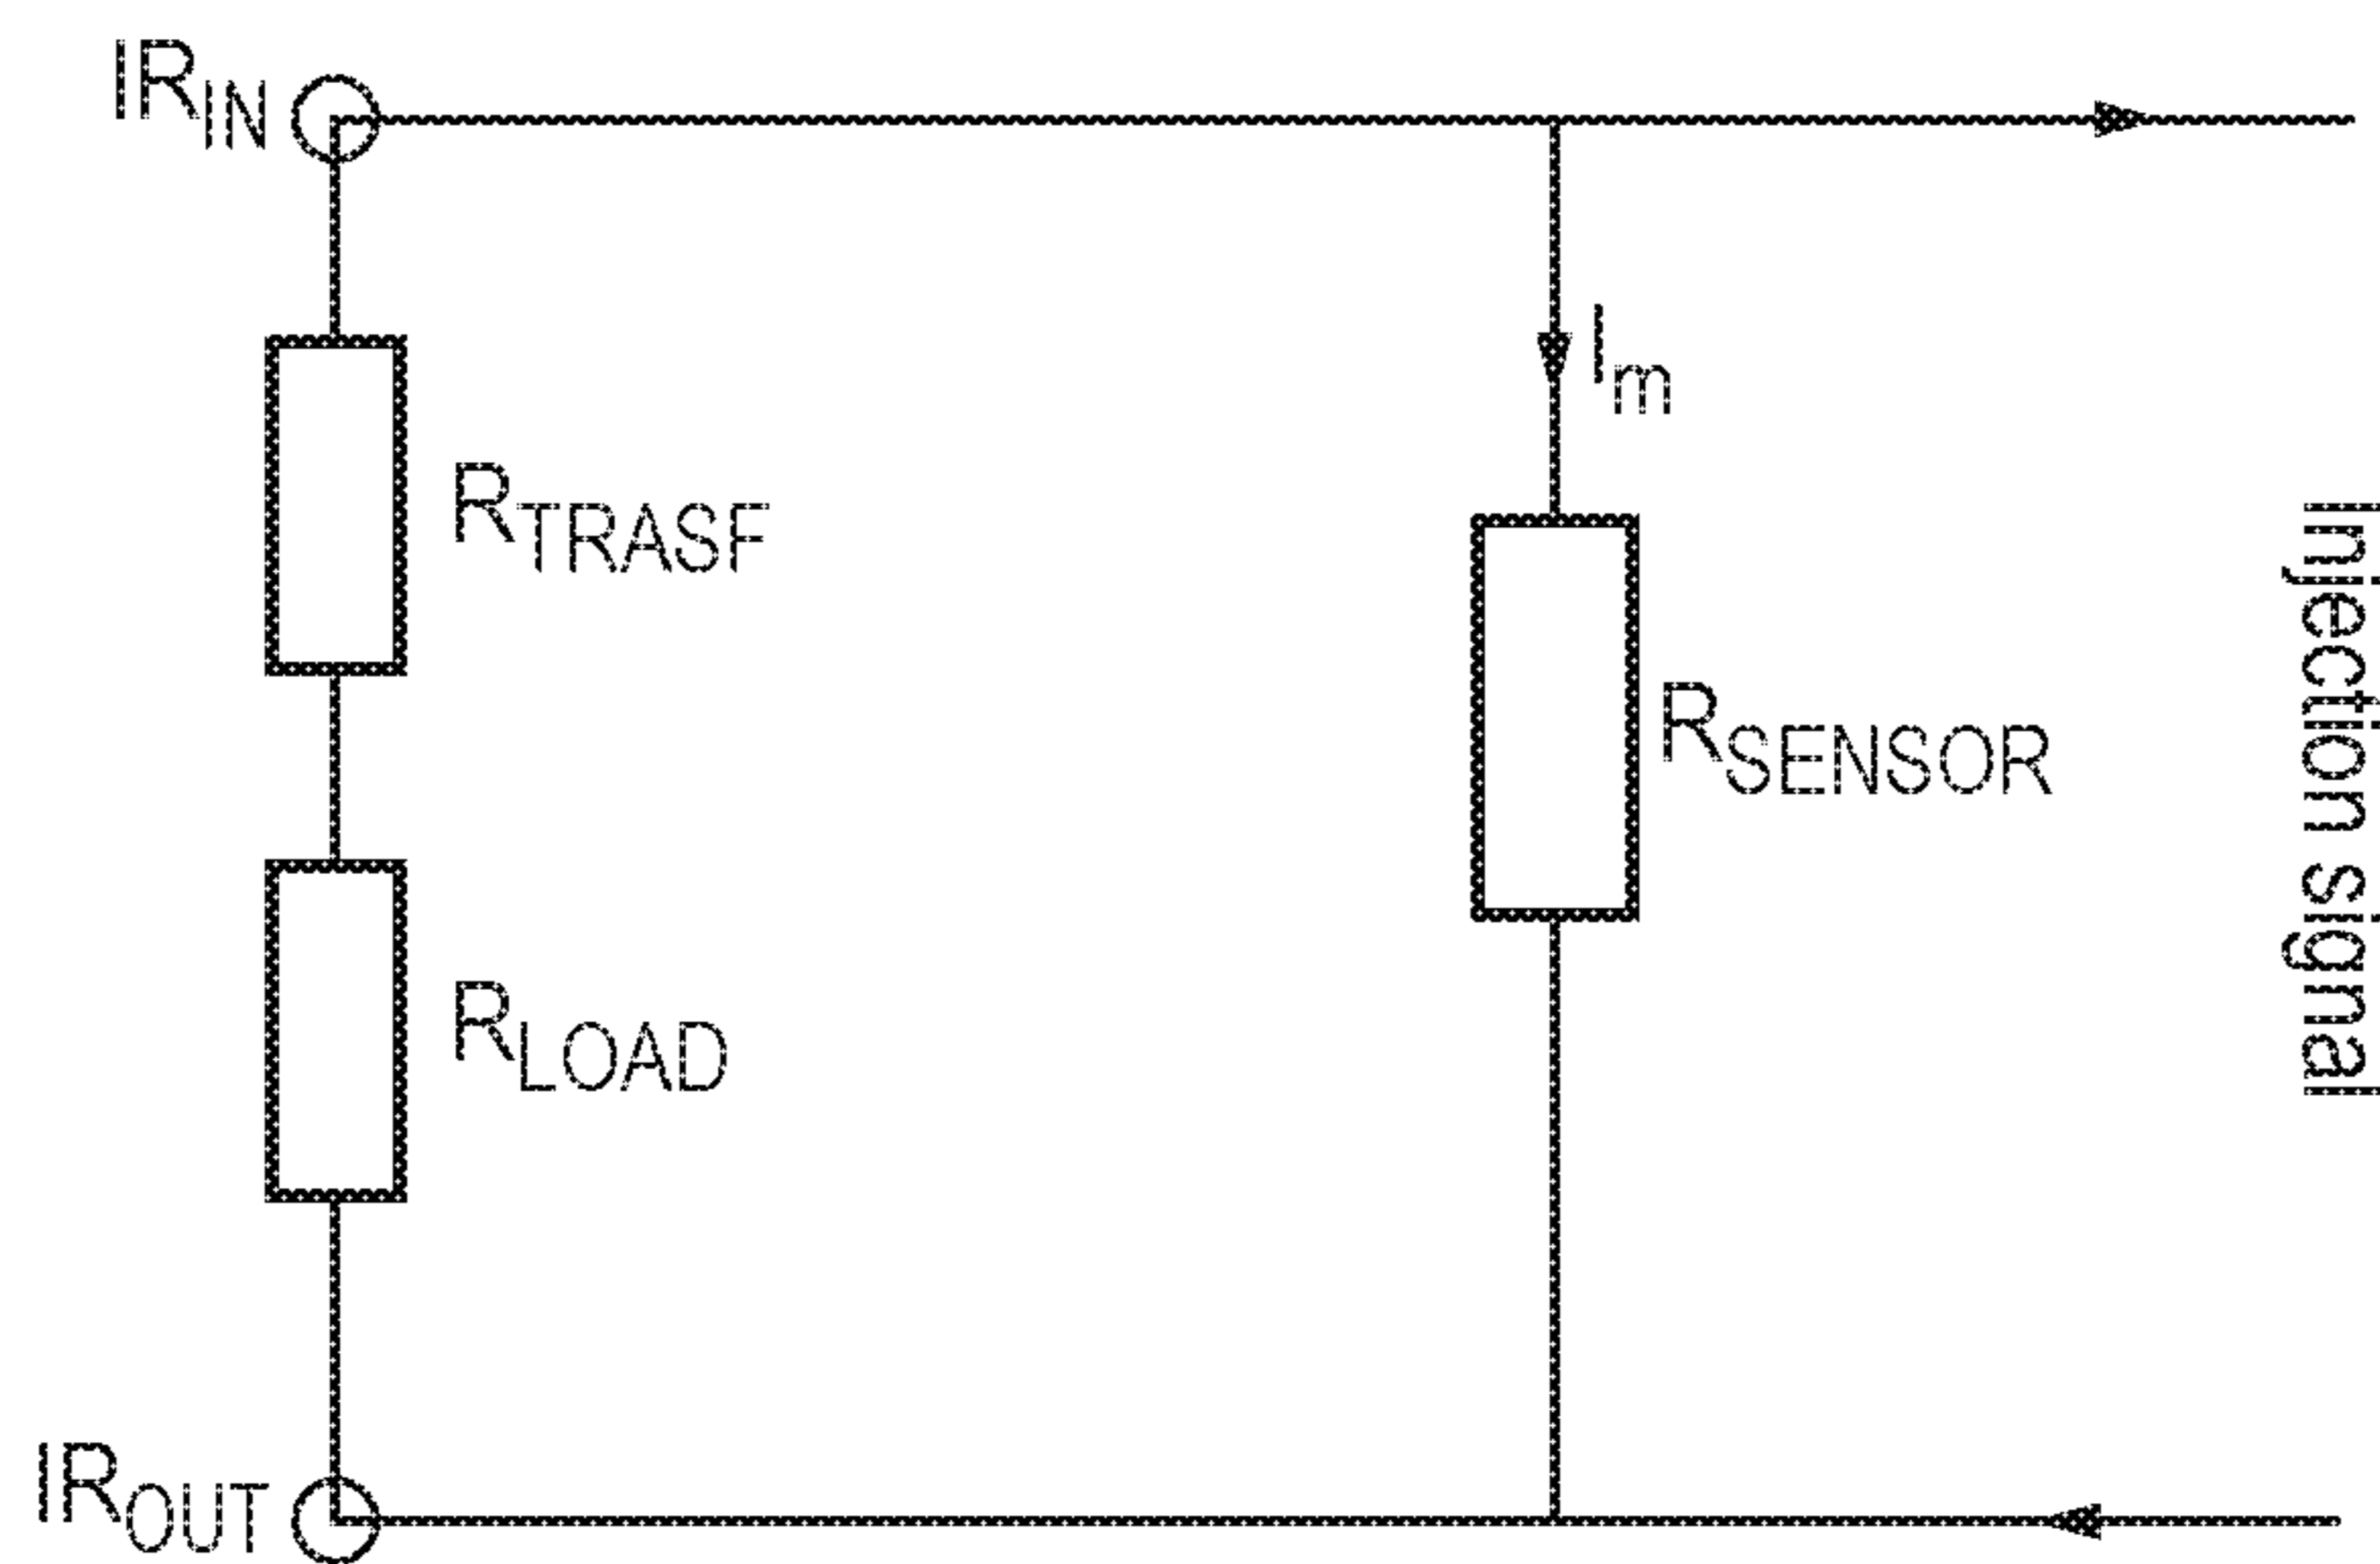 IRIN
Im
RTRASF
RSENSOR
RLOAD
Injection signal
IROUT